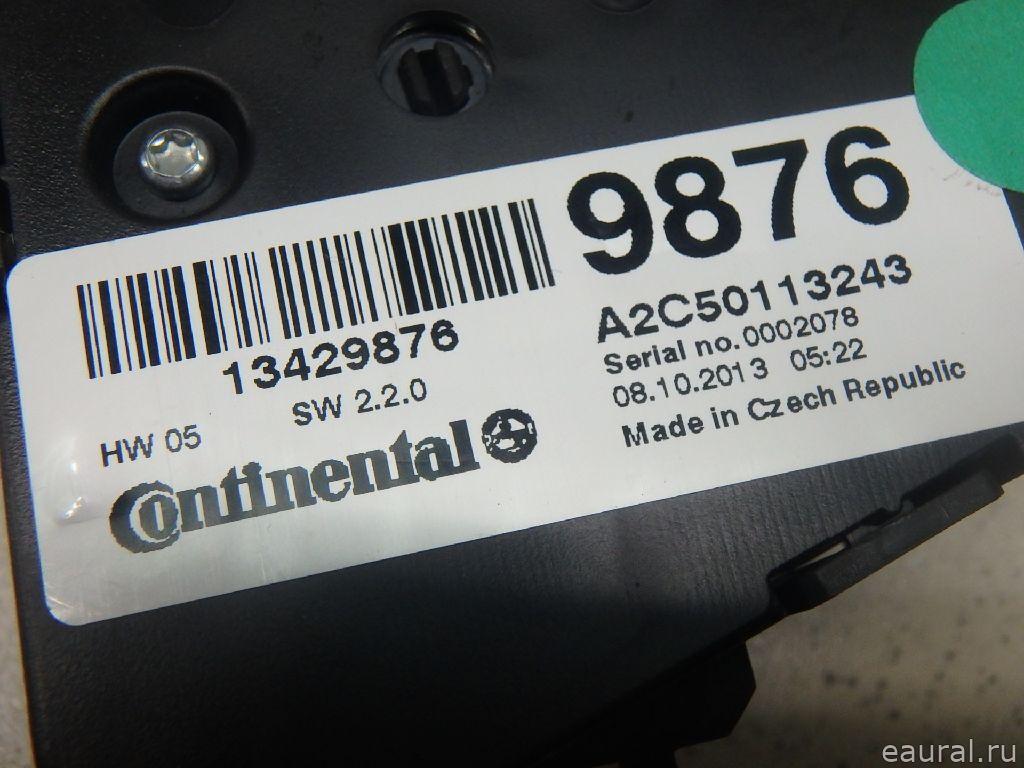 9876
13429876
A2C50113243
Serial no.0002078
08.10.2013 05:22
Made in Czech Republic
SW 2.2.0
HW 05
Continental
eaural.ru